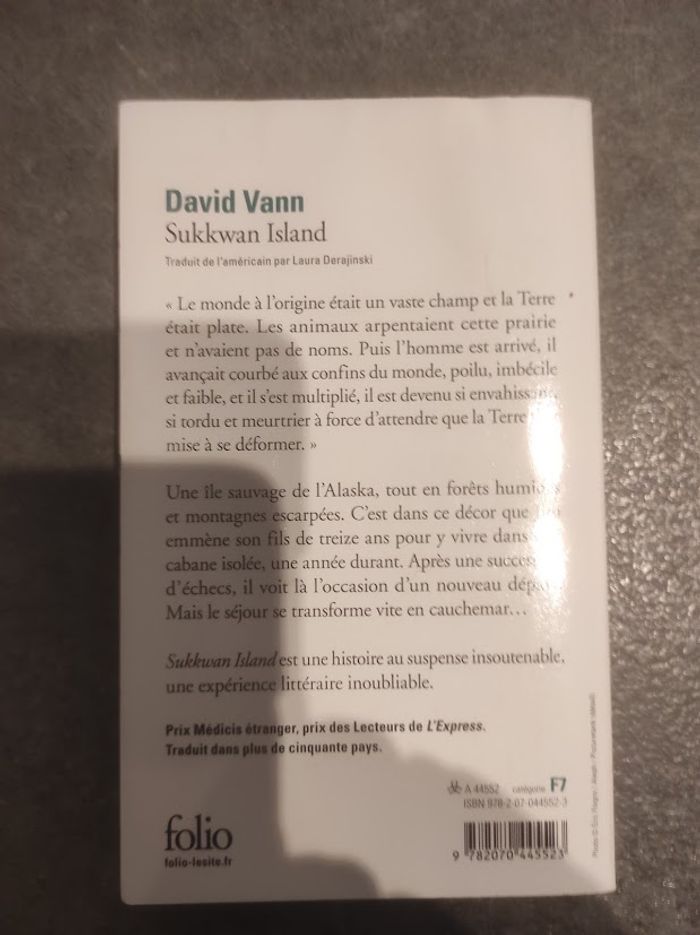 David Vann
Sukkwan Island
Traduit de l'américain par Laura Derajinski
« Le monde à l'origine était un vaste champ et la Terre
était plate. Les animaux arpentaient cette prairie
et n'avaient pas de noms. Puis l'homme est arrivé, il
avançait courbé aux confins du monde, poilu, imbécile
et faible, et il s'est multiplié, il est devenu si
si tordu et meurtrier à force d'attendre que la Terre
mise à se déformer. »
Une île sauvage de l'Alaska, tout en forêts
et montagnes escarpées. C'est dans ce décor que
emmène son fils de treize ans pour y vivre dans
cabane isolée, une année durant. Après une
d'échecs, il voit là l'occasion d'un nouveau
Mais le séjour se transforme vite en cauchemar...
Sukkwan Island est une histoire au suspense insoutenable,
une expérience littéraire inoubliable.
Prix Médicis étranger, prix des Lecteurs de L'Express.
Traduit dans plus de cinquante pays.
A 44552 catégorie F7
ISBN 978-2-07-044552-3
folio
folio-lesite.fr
9 782070 445523